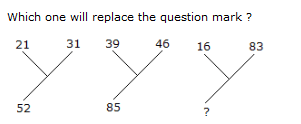 Which one will replace the question mark ?
21 31 39 46 16 83
52 85 ?